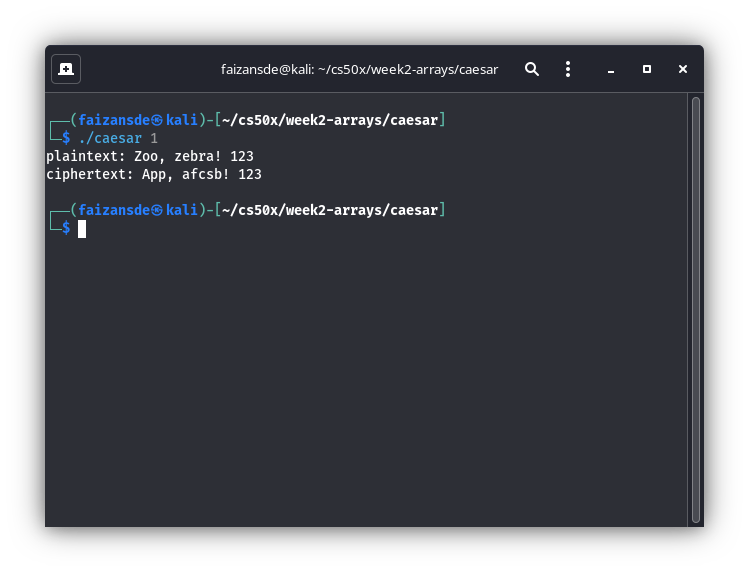 faizansde@kali: ~/cs50x/week2-arrays/caesar
┌──(faizansde㉿kali)-[~/cs50x/week2-arrays/caesar]
└─$ ./caesar 1
plaintext: Zoo, zebra! 123
ciphertext: App, afcsb! 123
┌──(faizansde㉿kali)-[~/cs50x/week2-arrays/caesar]
└─$